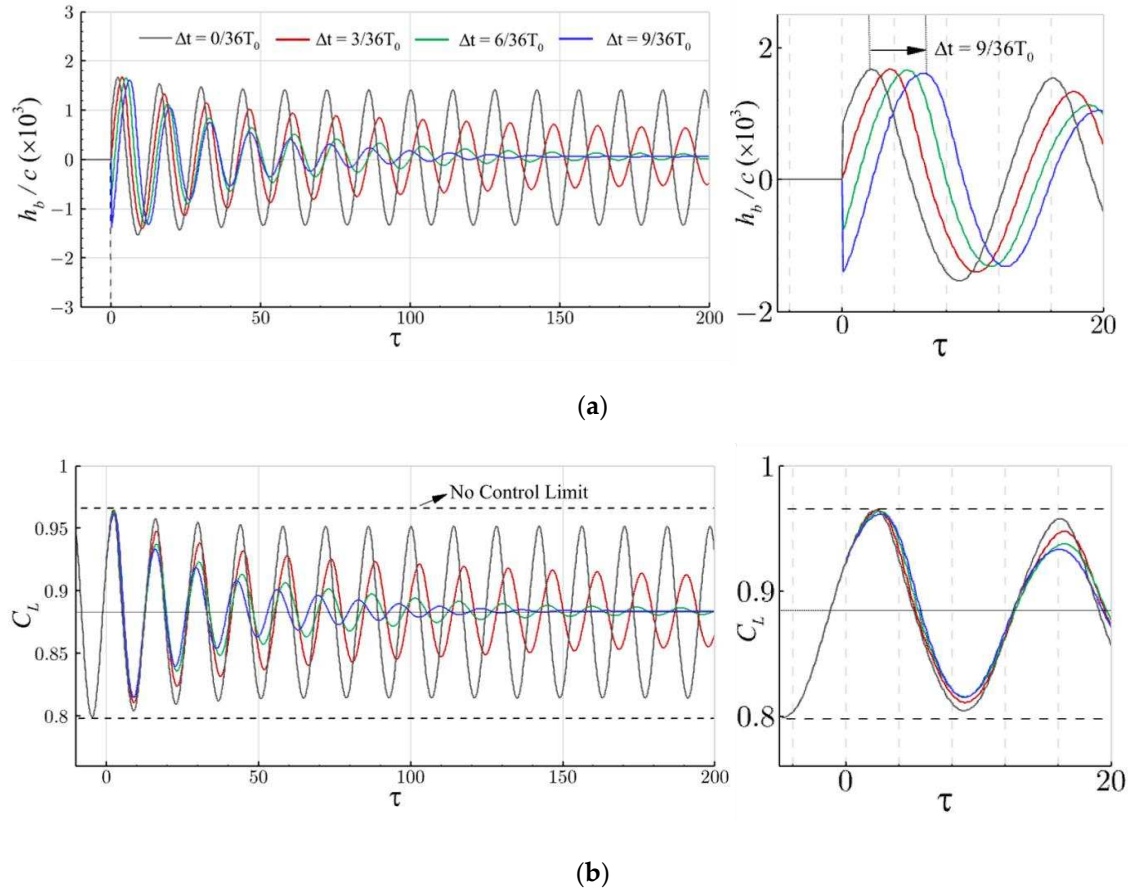 3
2
1
0
−1
−2
−3
h_b / c (×10³)
Δt = 0/36T₀ Δt = 3/36T₀ Δt = 6/36T₀ Δt = 9/36T₀
0 50 100 150 200
τ
2
0
−2
h_b / c (×10³)
Δt = 9/36T₀
0 20
τ
(a)
1
0.95
0.9
0.85
0.8
C_L
No Control Limit
0 50 100 150 200
τ
1
0.9
0.8
C_L
0 20
τ
(b)